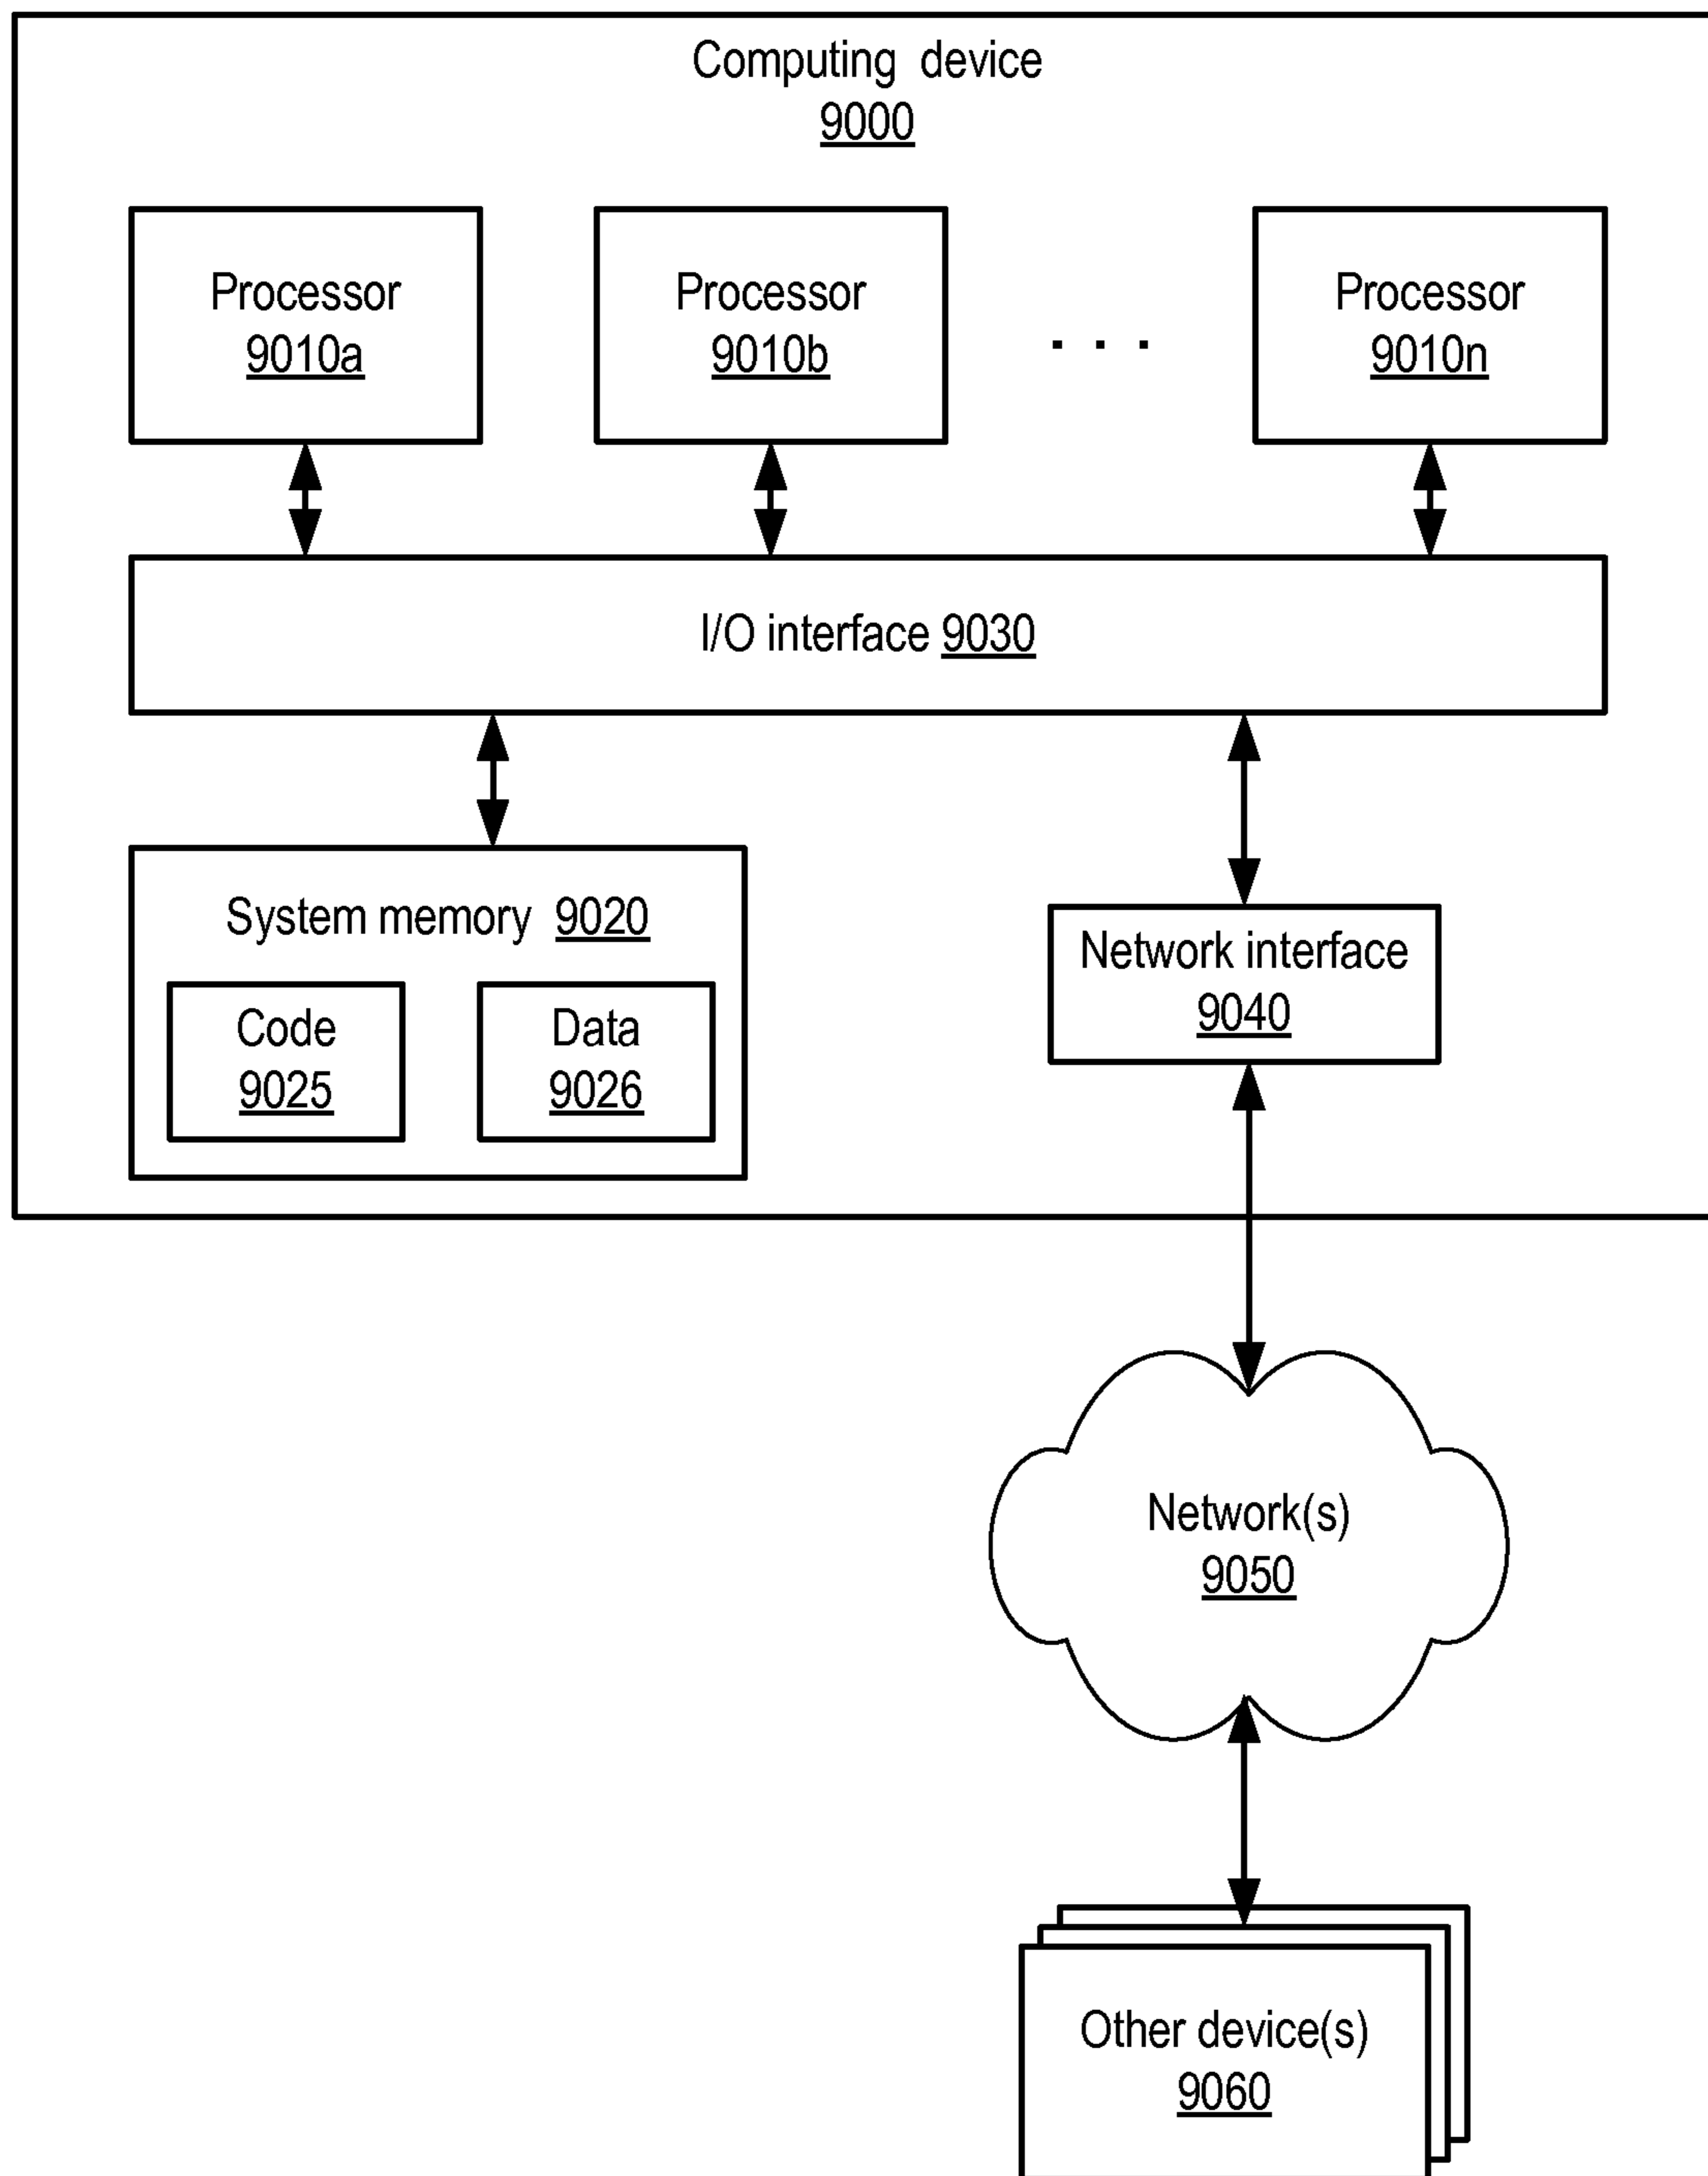 Computing device
9000
Processor
9010a
Processor
9010b
. . .
Processor
9010n
I/O interface 9030
System memory 9020
Code
9025
Data
9026
Network interface
9040
Network(s)
9050
Other device(s)
9060